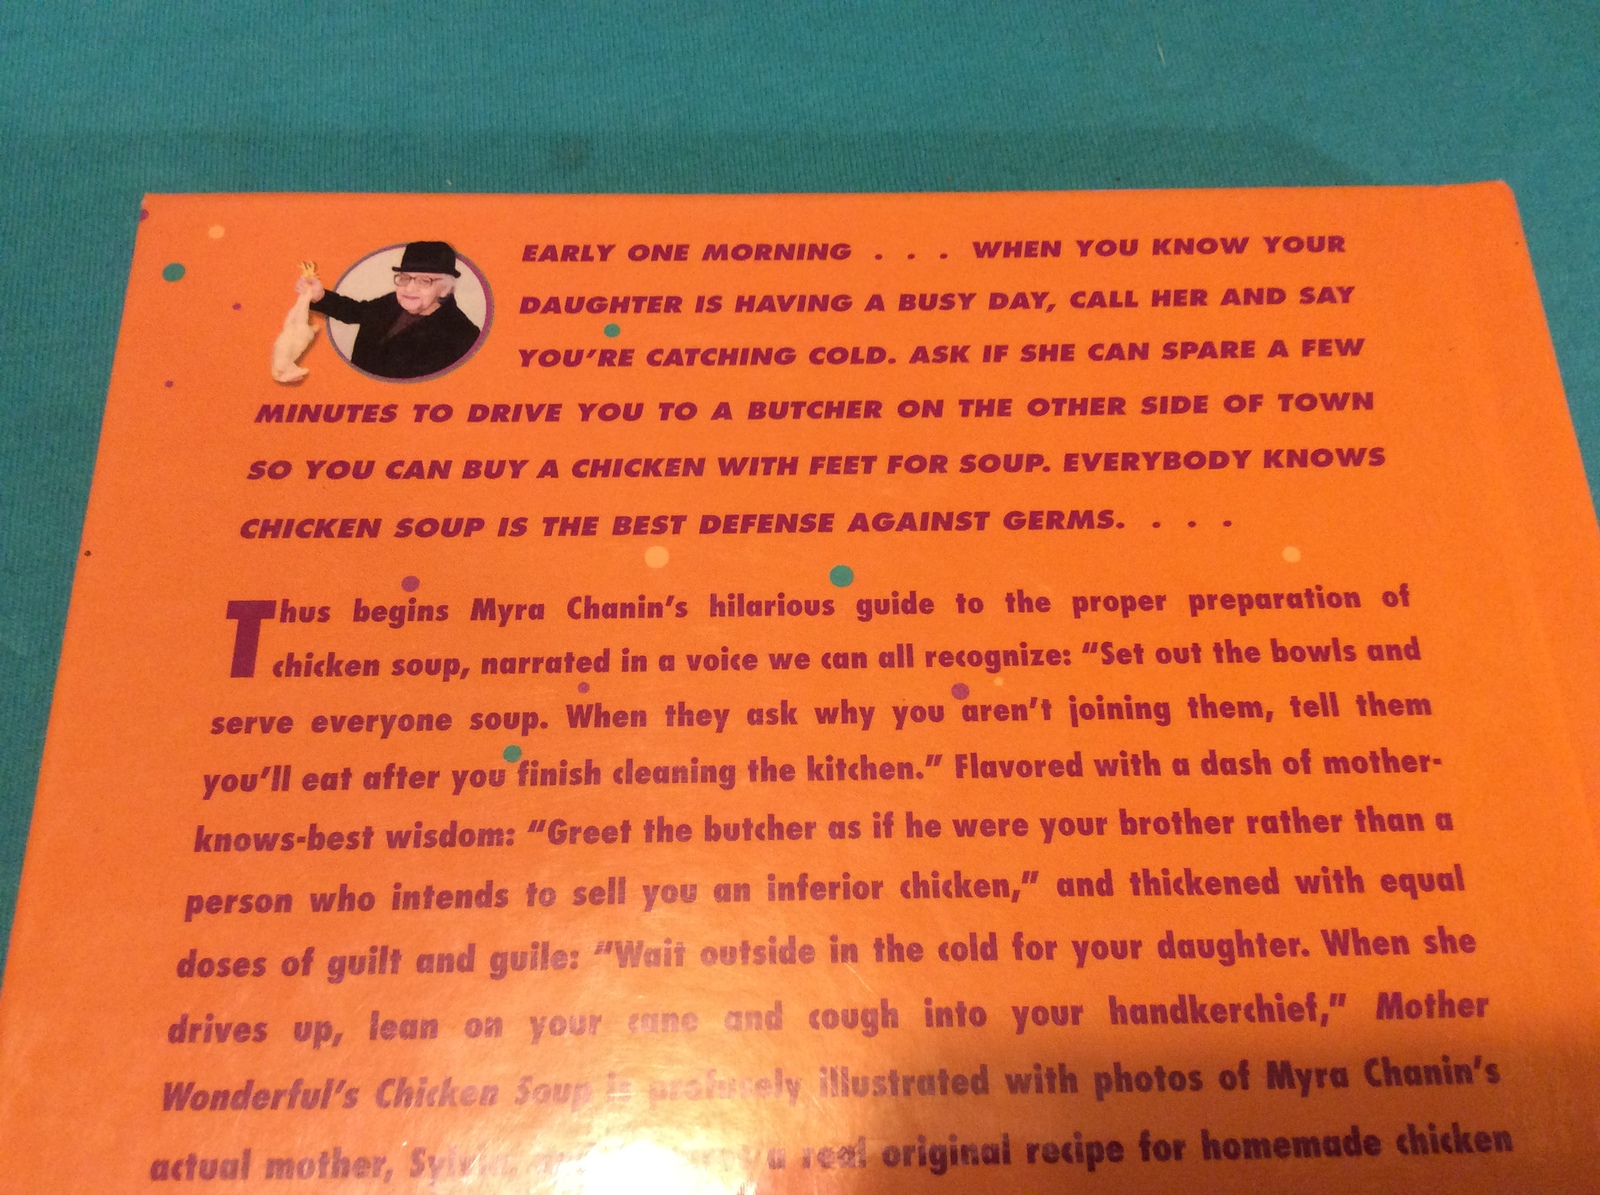 EARLY ONE MORNING . . . WHEN YOU KNOW YOUR
DAUGHTER IS HAVING A BUSY DAY, CALL HER AND SAY
YOU'RE CATCHING COLD. ASK IF SHE CAN SPARE A FEW
MINUTES TO DRIVE YOU TO A BUTCHER ON THE OTHER SIDE OF TOWN
SO YOU CAN BUY A CHICKEN WITH FEET FOR SOUP. EVERYBODY KNOWS
CHICKEN SOUP IS THE BEST DEFENSE AGAINST GERMS. . . .
Thus begins Myra Chanin's hilarious guide to the proper preparation of
chicken soup, narrated in a voice we can all recognize: "Set out the bowls and
serve everyone soup. When they ask why you aren't joining them, tell them
you'll eat after you finish cleaning the kitchen." Flavored with a dash of mother-
knows-best wisdom: "Greet the butcher as if he were your brother rather than a
person who intends to sell you an inferior chicken," and thickened with equal
doses of guilt and guile: "Wait outside in the cold for your daughter. When she
drives up, lean on your cane and cough into your handkerchief," Mother
Wonderful's Chicken Soup is profusely illustrated with photos of Myra Chanin's
actual mother, a real original recipe for homemade chicken